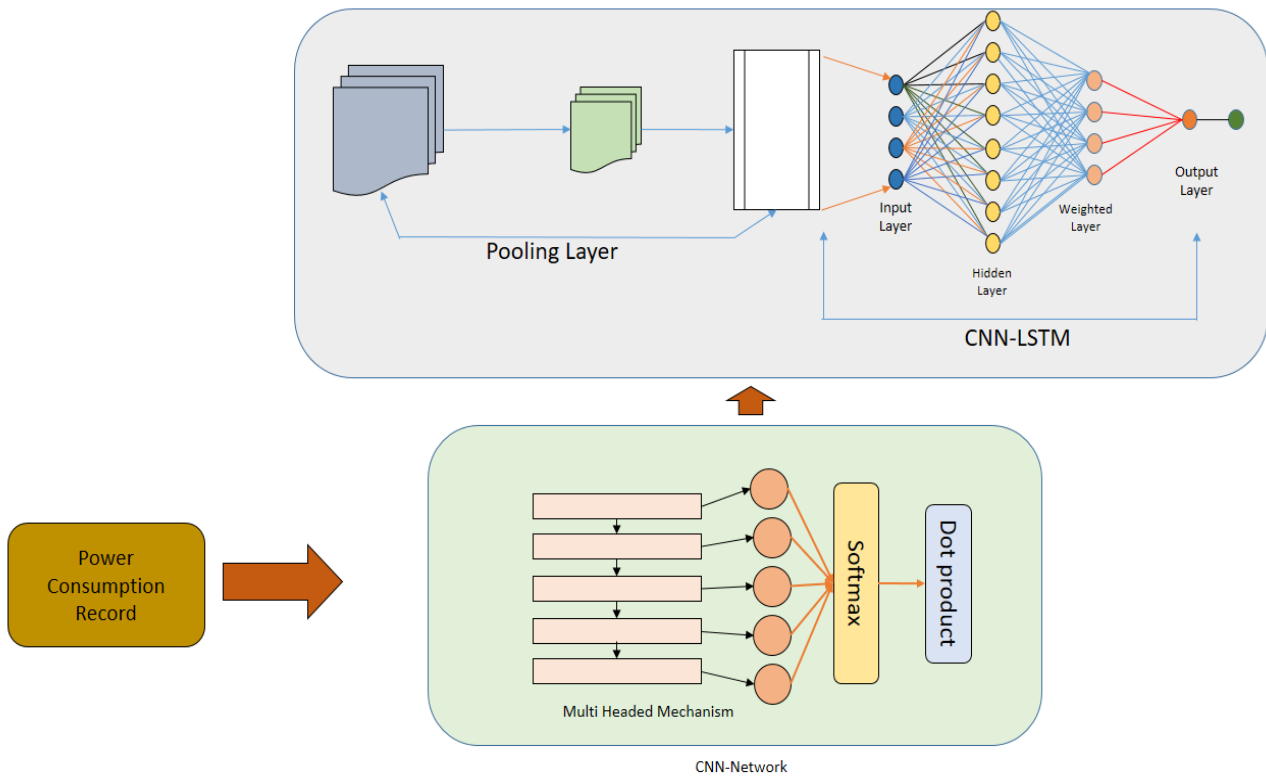 Pooling Layer
Input
Layer
Hidden
Layer
Weighted
Layer
Output
Layer
CNN-LSTM
Power
Consumption
Record
Multi Headed Mechanism
Softmax
Dot product
CNN-Network